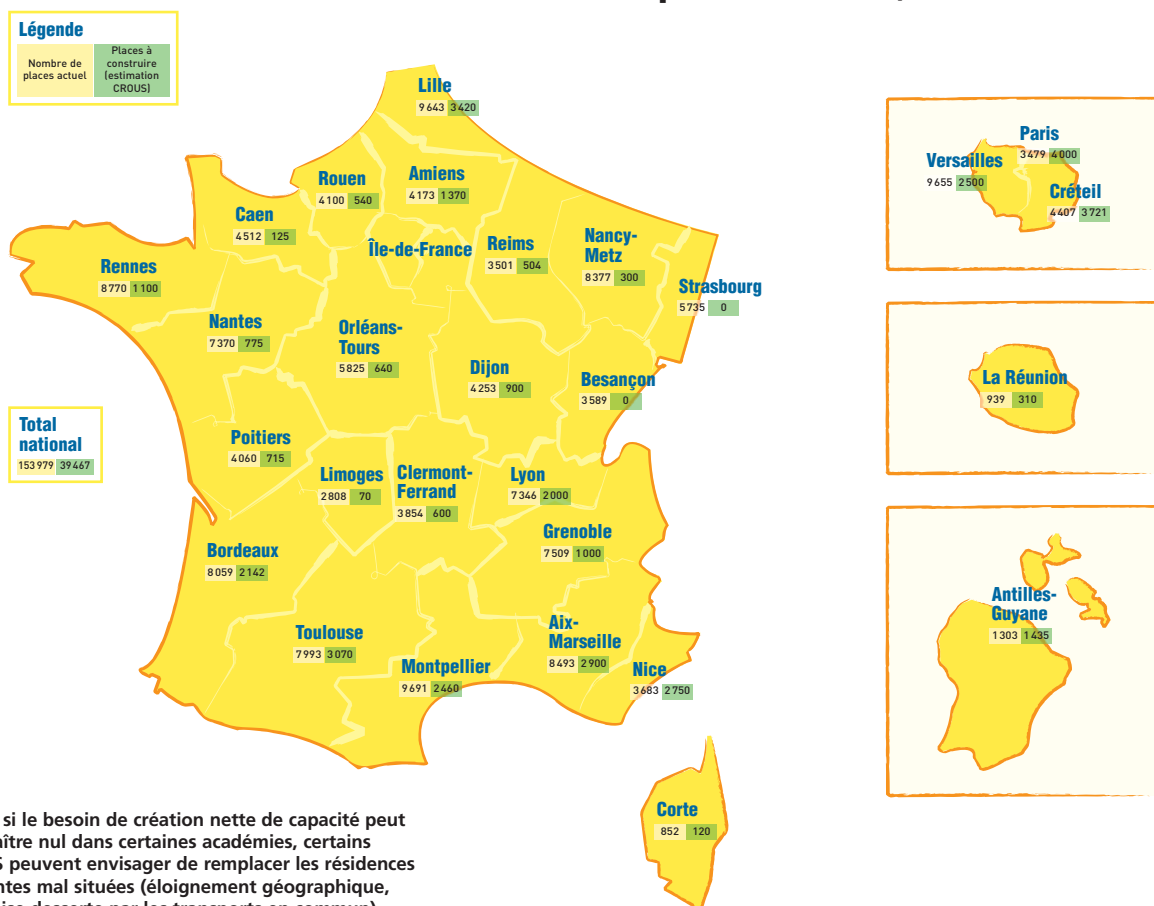 Légende
Nombre de
places actuel
Places à
construire
(estimation
CROUS)
Lille
9 643 3 420
Amiens
4 173 1 370
Rouen
4 100 540
Caen
4 512 125
Île-de-France
Reims
3 501 504
Nancy-
Metz
8 377 300
Strasbourg
5 735 0
Rennes
8 770 1 100
Nantes
7 370 775
Orléans-
Tours
5 825 640
Dijon
4 253 900
Besançon
3 589 0
Total
national
153 979 39 467
Poitiers
4 060 715
Limoges
2 808 70
Clermont-
Ferrand
3 854 600
Lyon
7 346 2 000
Grenoble
7 509 1 000
Bordeaux
8 059 2 142
Toulouse
7 993 3 070
Montpellier
9 691 2 460
Aix-
Marseille
8 493 2 900
Nice
3 683 2 750
Corte
852 120
Paris
3 479 4 000
Versailles
9 655 2 500
Créteil
4 407 3 721
La Réunion
939 310
Antilles-
Guyane
1 303 1 435
si le besoin de création nette de capacité peut
nul dans certaines académies, certains
peuvent envisager de remplacer les résidences
mal situées (éloignement géographique,